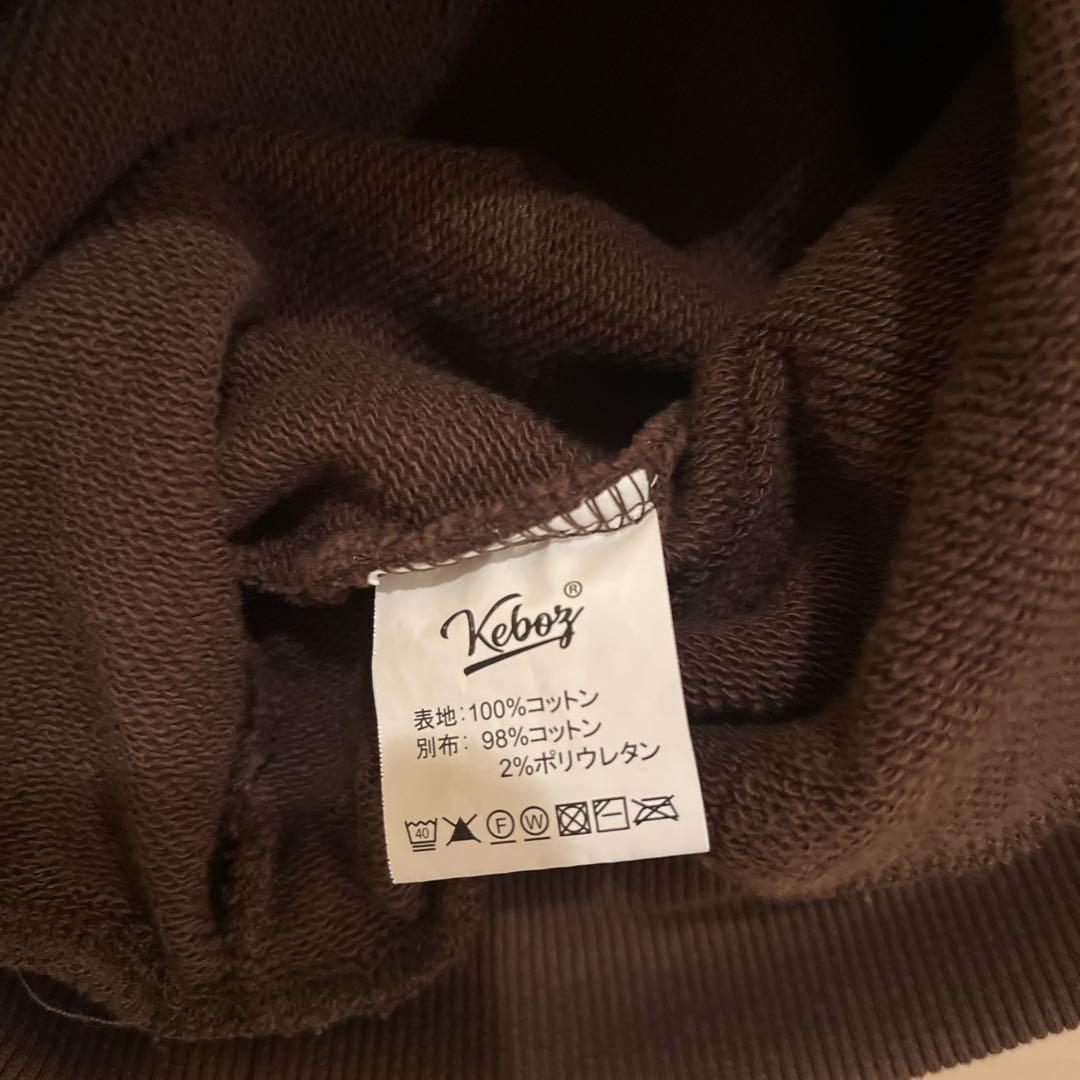 Keboz®
表地:100%コットン
別布: 98%コットン
2%ポリウレタン
40 F W